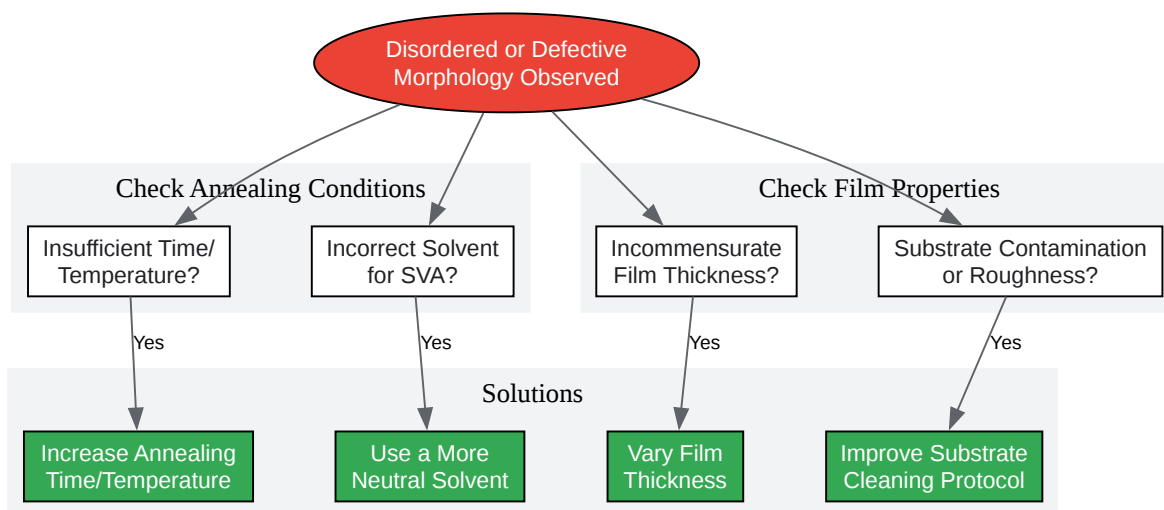 Disordered or Defective
Morphology Observed
Check Annealing Conditions
Check Film Properties
Insufficient Time/
Temperature?
Incorrect Solvent
for SVA?
Incommensurate
Film Thickness?
Substrate Contamination
or Roughness?
Yes
Yes
Yes
Yes
Solutions
Increase Annealing
Time/Temperature
Use a More
Neutral Solvent
Vary Film
Thickness
Improve Substrate
Cleaning Protocol